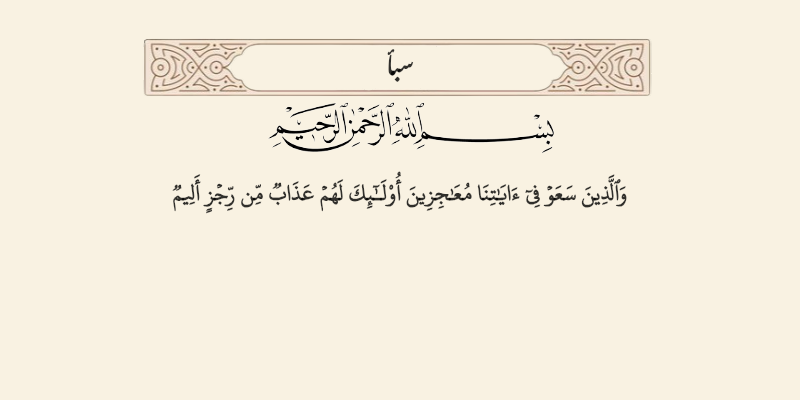 سبأ
بِسْمِ ٱللَّهِ ٱلرَّحْمَٰنِ ٱلرَّحِيمِ
وَٱلَّذِينَ سَعَوْ فِىٓ ءَايَٰتِنَا مُعَٰجِزِينَ أُو۟لَٰٓئِكَ لَهُمْ عَذَابٌ مِّن رِّجْزٍ أَلِيمٌ